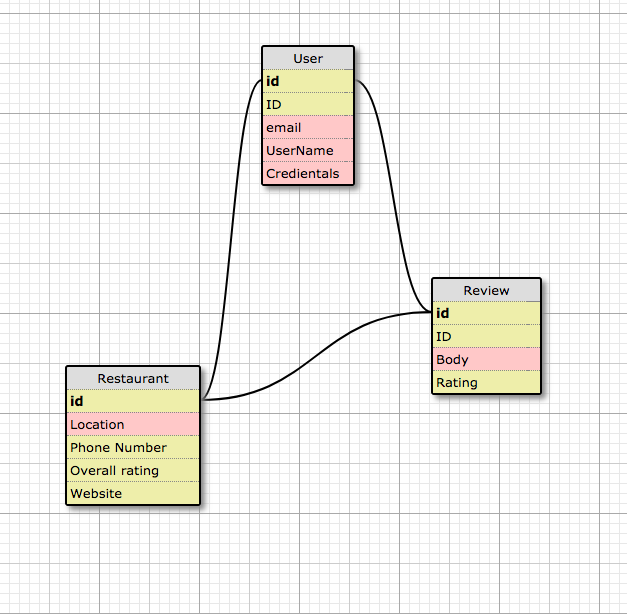 User
id
ID
email
UserName
Credientals
Review
id
ID
Body
Rating
Restaurant
id
Location
Phone Number
Overall rating
Website